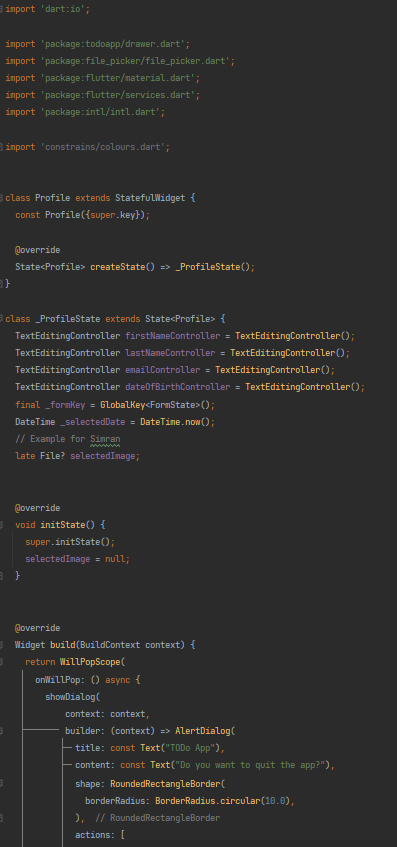 import 'dart:io';
import 'package:todoapp/drawer.dart';
import 'package:file_picker/file_picker.dart';
import 'package:flutter/material.dart';
import 'package:flutter/services.dart';
import 'package:intl/intl.dart';
import 'constrains/colours.dart';
class Profile extends StatefulWidget {
  const Profile({super.key});
  @override
  State<Profile> createState() => _ProfileState();
}
class _ProfileState extends State<Profile> {
  TextEditingController firstNameController = TextEditingController();
  TextEditingController lastNameController = TextEditingController();
  TextEditingController emailController = TextEditingController();
  TextEditingController dateOfBirthController = TextEditingController();
  final _formKey = GlobalKey<FormState>();
  DateTime _selectedDate = DateTime.now();
  // Example for Simran
  late File? selectedImage;
  @override
  void initState() {
    super.initState();
    selectedImage = null;
  }
  @override
  Widget build(BuildContext context) {
    return WillPopScope(
      onWillPop: () async {
        showDialog(
            context: context,
            builder: (context) => AlertDialog(
              title: const Text("TODo App"),
              content: const Text("Do you want to quit the app?"),
              shape: RoundedRectangleBorder(
                borderRadius: BorderRadius.circular(10.0),
              ),  // RoundedRectangleBorder
              actions: [